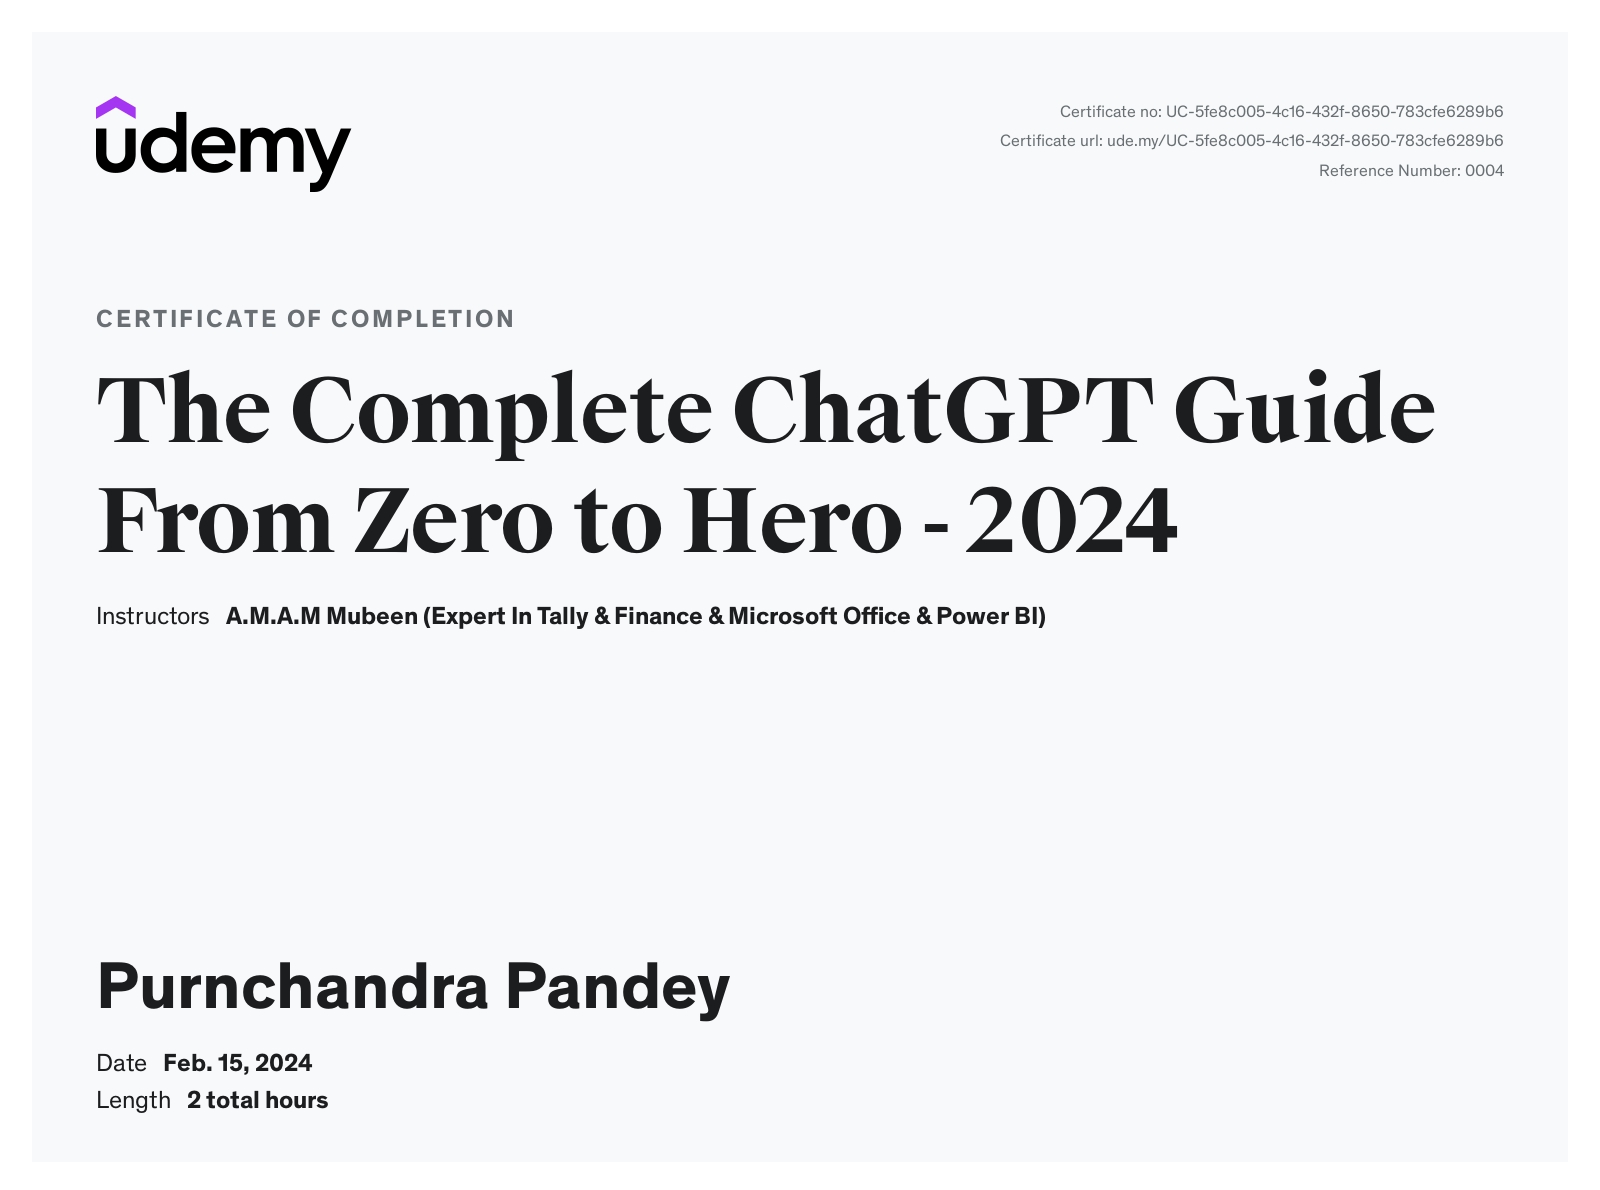 udemy
Certificate no: UC-5fe8c005-4c16-432f-8650-783cfe6289b6
Certificate url: ude.my/UC-5fe8c005-4c16-432f-8650-783cfe6289b6
Reference Number: 0004
CERTIFICATE OF COMPLETION
The Complete ChatGPT Guide
From Zero to Hero - 2024
Instructors A.M.A.M Mubeen (Expert In Tally & Finance & Microsoft Office & Power BI)
Purnchandra Pandey
Date Feb. 15, 2024
Length 2 total hours